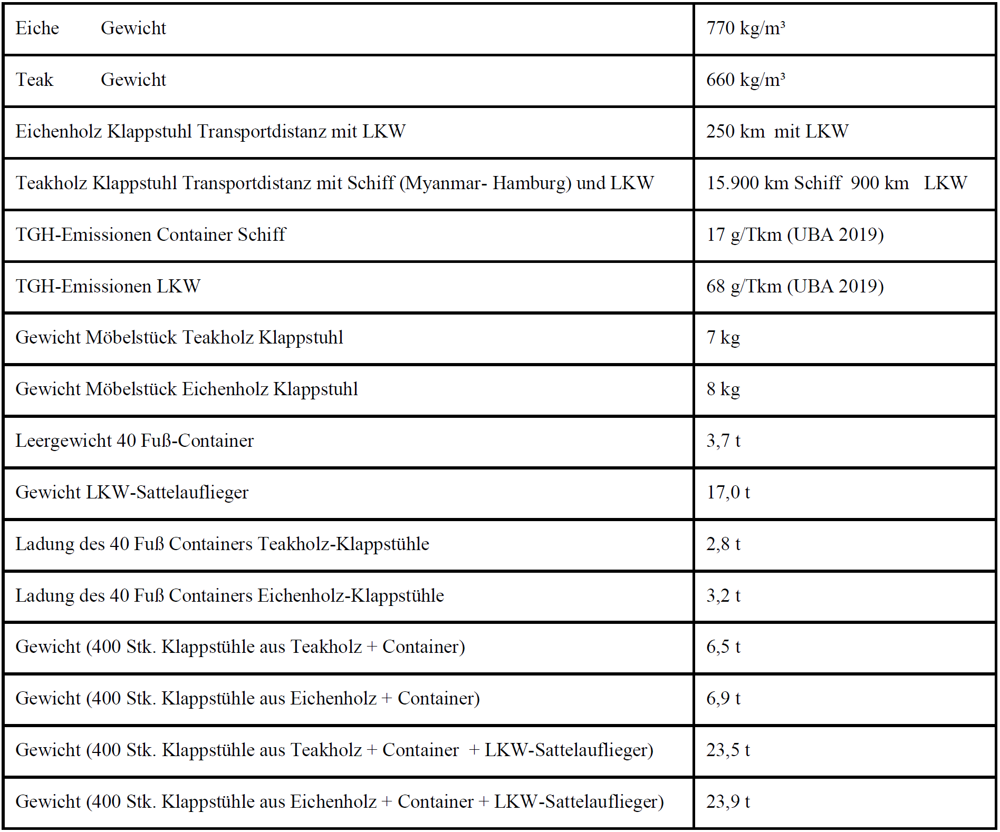 Eiche Gewicht 770 kg/m³
Teak Gewicht 660 kg/m³
Eichenholz Klappstuhl Transportdistanz mit LKW 250 km mit LKW
Teakholz Klappstuhl Transportdistanz mit Schiff (Myanmar- Hamburg) und LKW 15.900 km Schiff 900 km LKW
TGH-Emissionen Container Schiff 17 g/Tkm (UBA 2019)
TGH-Emissionen LKW 68 g/Tkm (UBA 2019)
Gewicht Möbelstück Teakholz Klappstuhl 7 kg
Gewicht Möbelstück Eichenholz Klappstuhl 8 kg
Leergewicht 40 Fuß-Container 3,7 t
Gewicht LKW-Sattelauflieger 17,0 t
Ladung des 40 Fuß Containers Teakholz-Klappstühle 2,8 t
Ladung des 40 Fuß Containers Eichenholz-Klappstühle 3,2 t
Gewicht (400 Stk. Klappstühle aus Teakholz + Container) 6,5 t
Gewicht (400 Stk. Klappstühle aus Eichenholz + Container) 6,9 t
Gewicht (400 Stk. Klappstühle aus Teakholz + Container + LKW-Sattelauflieger) 23,5 t
Gewicht (400 Stk. Klappstühle aus Eichenholz + Container + LKW-Sattelauflieger) 23,9 t